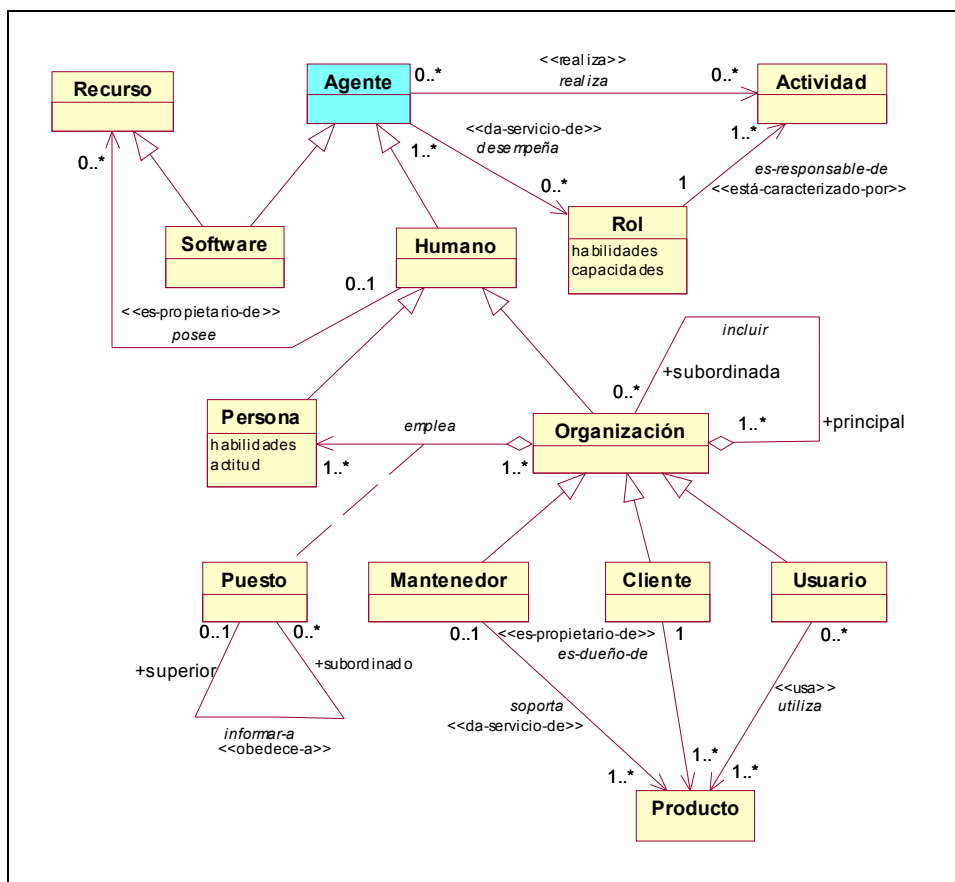 Recurso
Agente
Actividad
0..*
<<realiza>>
realiza
0..*
<<da-servicio-de>>
desempeña
0..*
1..*
1..*
es-responsable-de
<<está-caracterizado-por>>
0..*
1
Rol
habilidades
capacidades
Software
Humano
0..1
<<es-propietario-de>>
posee
incluir
+subordinada
0..*
+principal
1..*
Persona
habilidades
actitud
emplea
1..*
1..*
Organización
Puesto
0..1
0..*
+superior
+subordinado
informar-a
<<obedece-a>>
Mantenedor
Cliente
Usuario
0..1
<<es-propietario-de>>
es-dueño-de
1
0..*
soporta
<<da-servicio-de>>
<<usa>>
utiliza
1..*
1..*
1..*
Producto